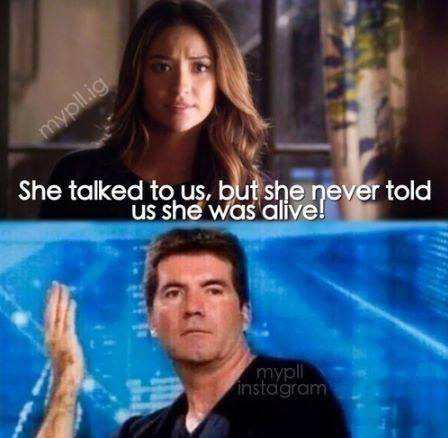 mypll.ig
She talked to us, but she never told
us she was alive!
mypll
instagram